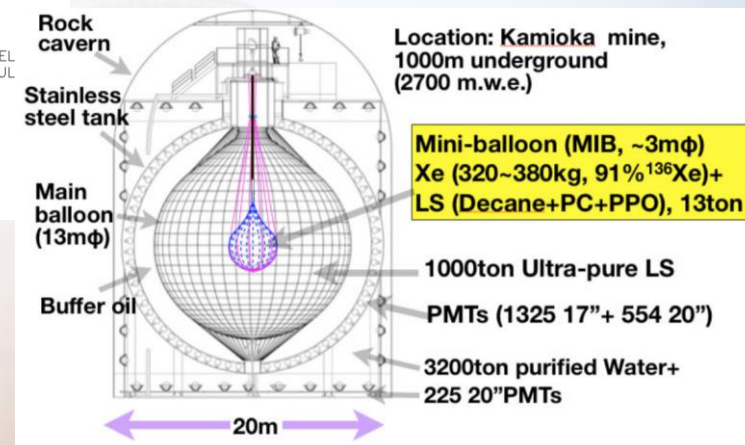 Rock
cavern
EL
UL
Stainless
steel tank
Main
balloon
(13mϕ)
Buffer oil
20m
Location: Kamioka mine,
1000m underground
(2700 m.w.e.)
Mini-balloon (MIB, ~3mϕ)
Xe (320~380kg, 91%¹³⁶Xe)+
LS (Decane+PC+PPO), 13ton
1000ton Ultra-pure LS
PMTs (1325 17”+ 554 20”)
3200ton purified Water+
225 20”PMTs